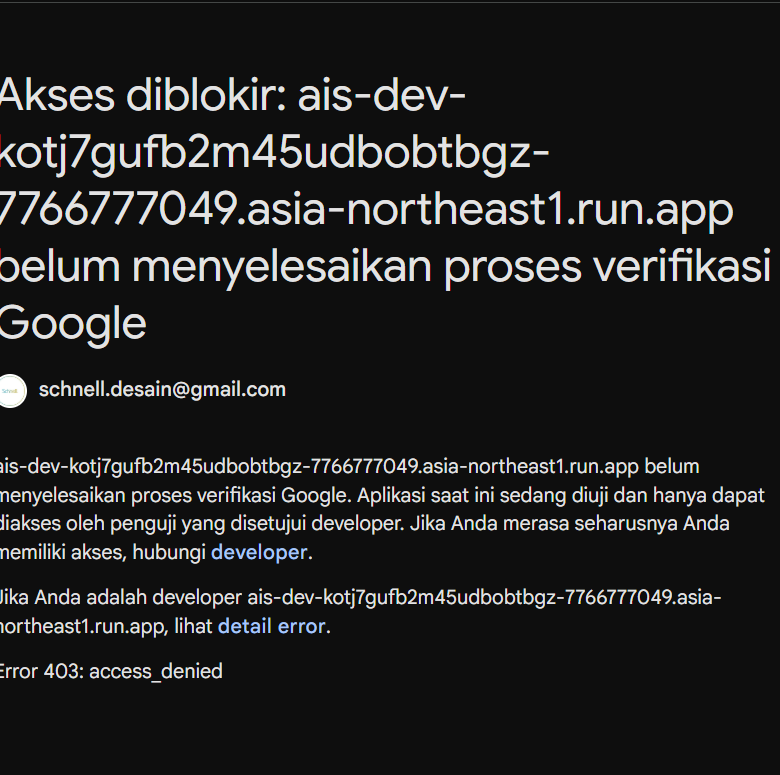 Akses diblokir: ais-dev-
kotj7gufb2m45udbobtbgz-
7766777049.asia-northeast1.run.app
belum menyelesaikan proses verifikasi
Google
schnell.desain@gmail.com
ais-dev-kotj7gufb2m45udbobtbgz-7766777049.asia-northeast1.run.app belum
menyelesaikan proses verifikasi Google. Aplikasi saat ini sedang diuji dan hanya dapat
diakses oleh penguji yang disetujui developer. Jika Anda merasa seharusnya Anda
memiliki akses, hubungi developer.
Jika Anda adalah developer ais-dev-kotj7gufb2m45udbobtbgz-7766777049.asia-
northeast1.run.app, lihat detail error.
Error 403: access_denied